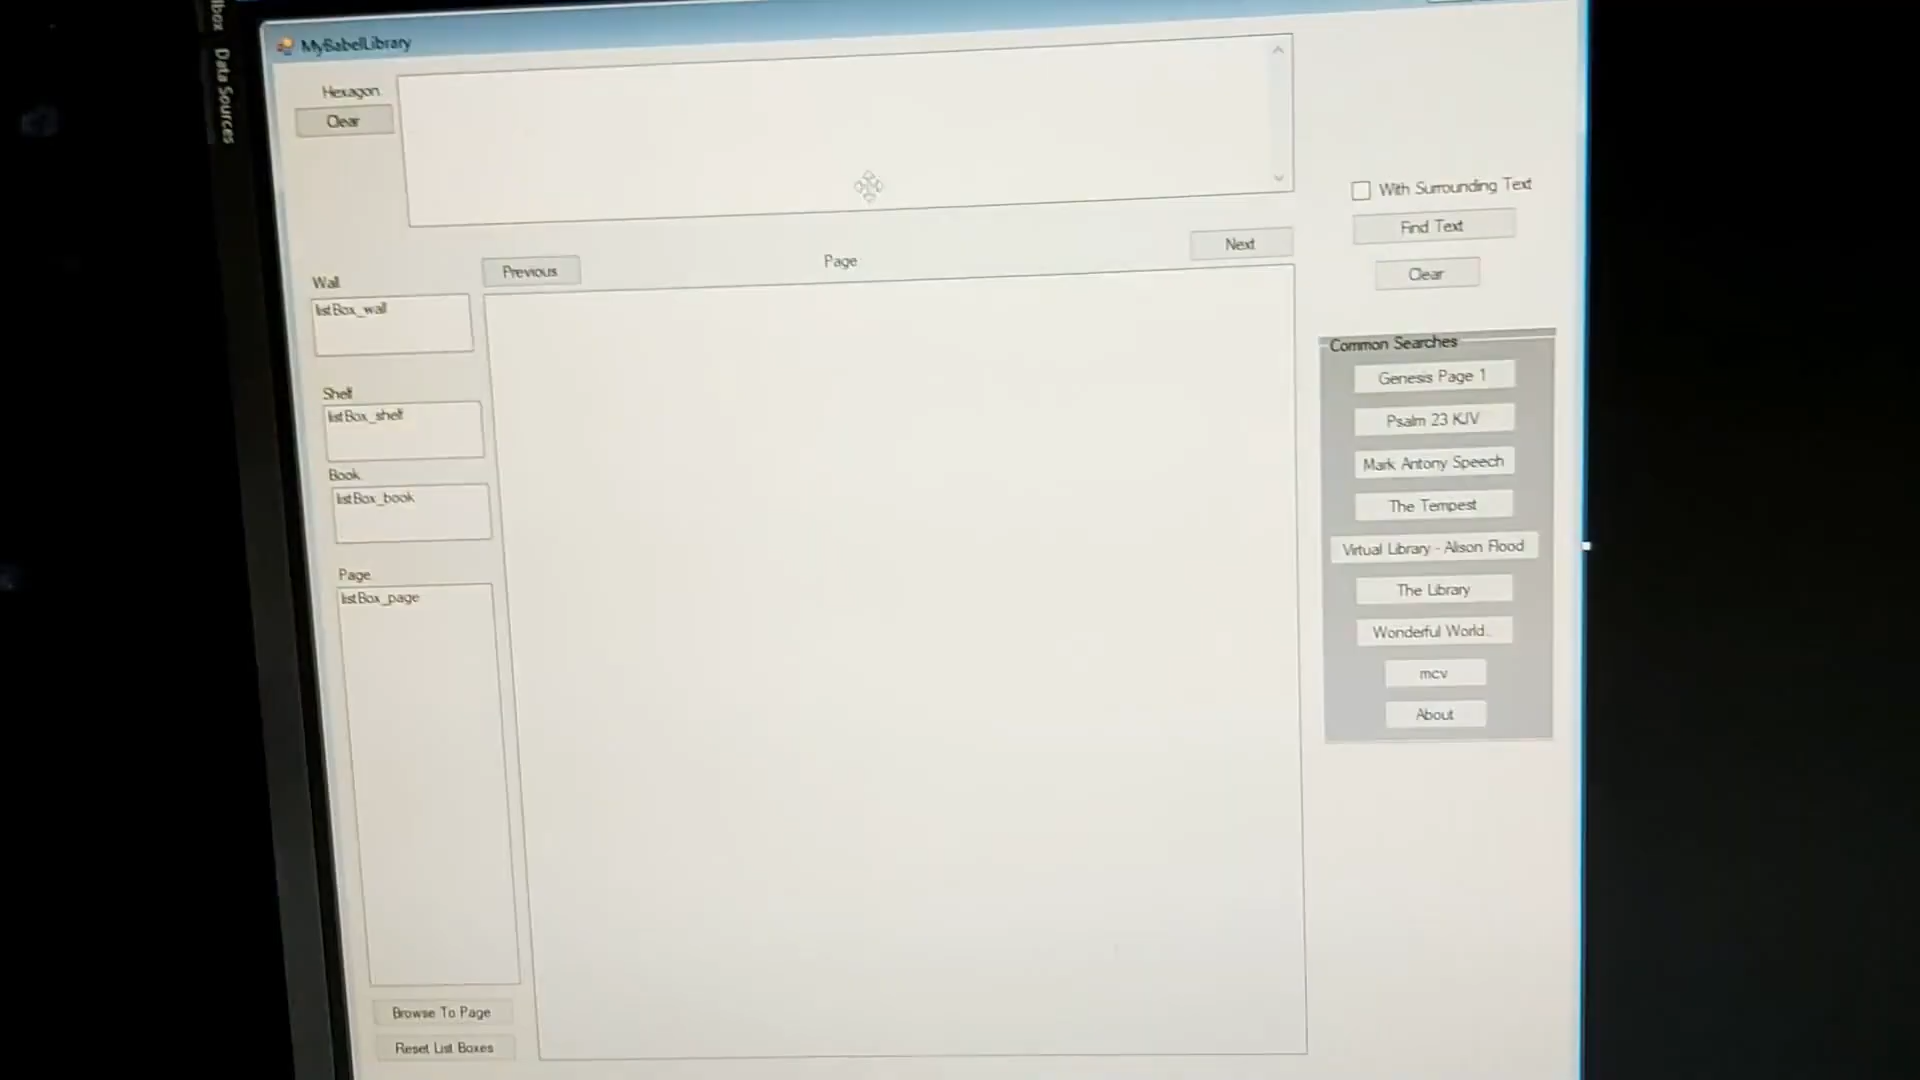 Data Sources
MyBabelLibrary
Hexagon
Clear
With Surrounding Text
Find Text
Clear
Previous
Page
Next
Wall
listBox_wall
Shelf
listBox_shelf
Book
listBox_book
Page
listBox_page
Browse To Page
Reset List Boxes
Common Searches
Genesis Page 1
Psalm 23 KJV
Mark Antony Speech
The Tempest
Virtual Library - Alison Flood
The Library
Wonderful World..
mcv
About